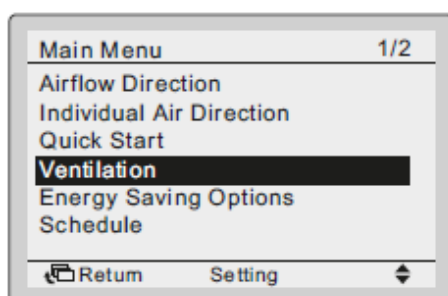 Main Menu 1/2
Airflow Direction
Individual Air Direction
Quick Start
Ventilation
Energy Saving Options
Schedule
Return Setting